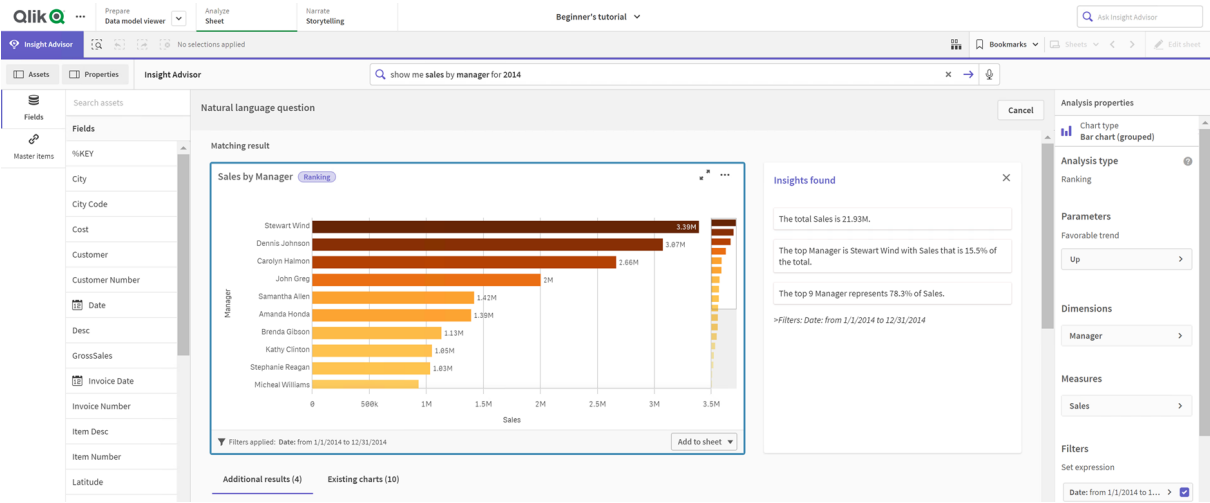 Qlik
Prepare
Data model viewer
Analyze
Sheet
Narrate
Storytelling
Beginner's tutorial
Ask Insight Advisor
Insight Advisor
No selections applied
Bookmarks
Sheets
Edit sheet
Assets
Properties
Insight Advisor
show me sales by manager for 2014
Fields
Master items
Search assets
Fields
%KEY
City
City Code
Cost
Customer
Customer Number
Date
Desc
GrossSales
Invoice Date
Invoice Number
Item Desc
Item Number
Latitude
Natural language question
Cancel
Matching result
Sales by Manager
Ranking
Manager
Stewart Wind
3.39M
Dennis Johnson
3.07M
Carolyn Halmon
2.66M
John Greg
2M
Samantha Allen
1.42M
Amanda Honda
1.39M
Brenda Gibson
1.13M
Kathy Clinton
1.05M
Stephanie Reagan
1.03M
Micheal Williams
0
500k
1M
1.5M
2M
2.5M
3M
3.5M
Sales
Filters applied: Date: from 1/1/2014 to 12/31/2014
Add to sheet
Insights found
The total Sales is 21.93M.
The top Manager is Stewart Wind with Sales that is 15.5% of
the total.
The top 9 Manager represents 78.3% of Sales.
>Filters: Date: from 1/1/2014 to 12/31/2014
Additional results (4)
Existing charts (10)
Analysis properties
Chart type
Bar chart (grouped)
Analysis type
Ranking
Parameters
Favorable trend
Up
Dimensions
Manager
Measures
Sales
Filters
Set expression
Date: from 1/1/2014 to 1...